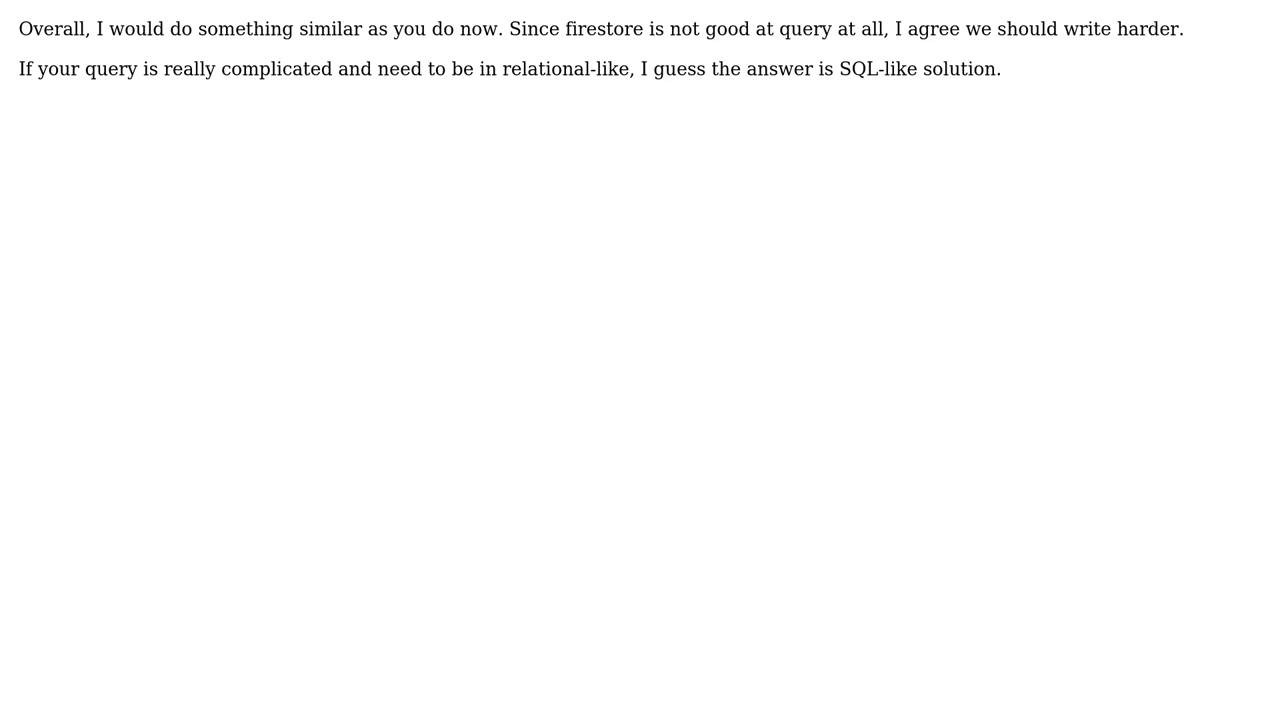 Overall, I would do something similar as you do now. Since firestore is not good at query at all, I agree we should write harder.
If your query is really complicated and need to be in relational-like, I guess the answer is SQL-like solution.